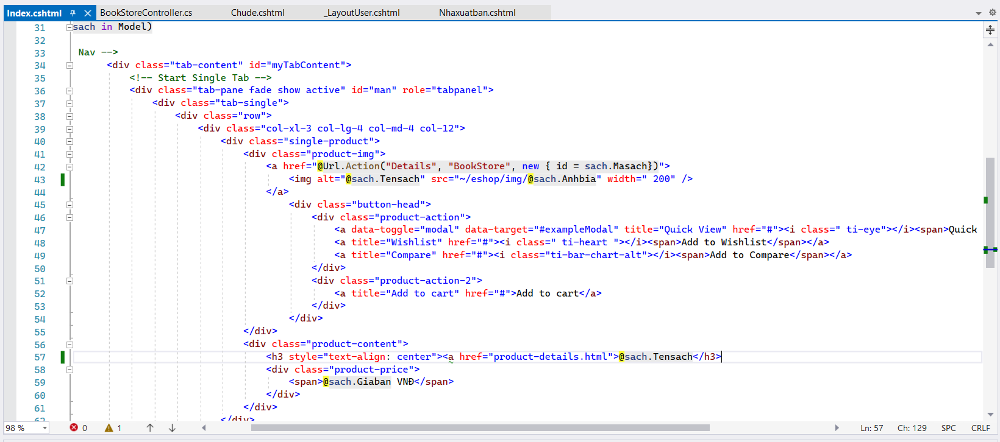 Index.cshtml BookStoreController.cs Chude.cshtml _LayoutUser.cshtml Nhaxuatban.cshtml
31 sach in Model)
32
33 Nav -->
34 <div class="tab-content" id="myTabContent">
35 <!-- Start Single Tab -->
36 <div class="tab-pane fade show active" id="man" role="tabpanel">
37 <div class="tab-single">
38 <div class="row">
39 <div class="col-xl-3 col-lg-4 col-md-4 col-12">
40 <div class="single-product">
41 <div class="product-img">
42 <a href="@Url.Action("Details", "BookStore", new { id = sach.Masach})">
43 <img alt="@sach.Tensach" src="~/eshop/img/@sach.Anhbia" width=" 200" />
44 </a>
45 <div class="button-head">
46 <div class="product-action">
47 <a data-toggle="modal" data-target="#exampleModal" title="Quick View" href="#"><i class=" ti-eye"></i><span>Quick
48 <a title="Wishlist" href="#"><i class=" ti-heart "></i><span>Add to Wishlist</span></a>
49 <a title="Compare" href="#"><i class="ti-bar-chart-alt"></i><span>Add to Compare</span></a>
50 </div>
51 <div class="product-action-2">
52 <a title="Add to cart" href="#">Add to cart</a>
53 </div>
54 </div>
55 </div>
56 <div class="product-content">
57 <h3 style="text-align: center"><a href="product-details.html">@sach.Tensach</h3>
58 <div class="product-price">
59 <span>@sach.Giaban VNĐ</span>
60 </div>
61 </div>
62 </div>
98 % 0 1 Ln: 57 Ch: 129 SPC CRLF